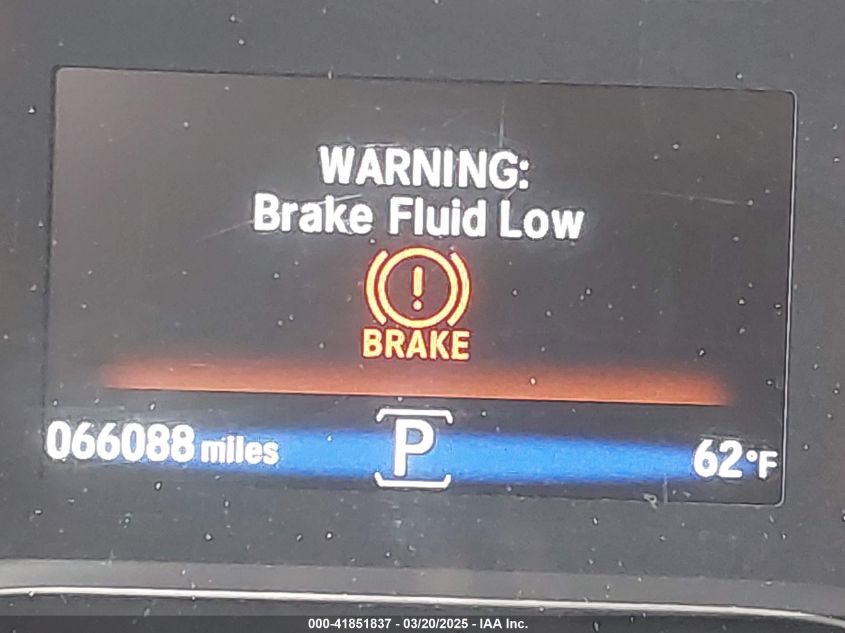 WARNING:
Brake Fluid Low
!
BRAKE
066088 miles P 62°F
000-41851837 - 03/20/2025 - IAA Inc.